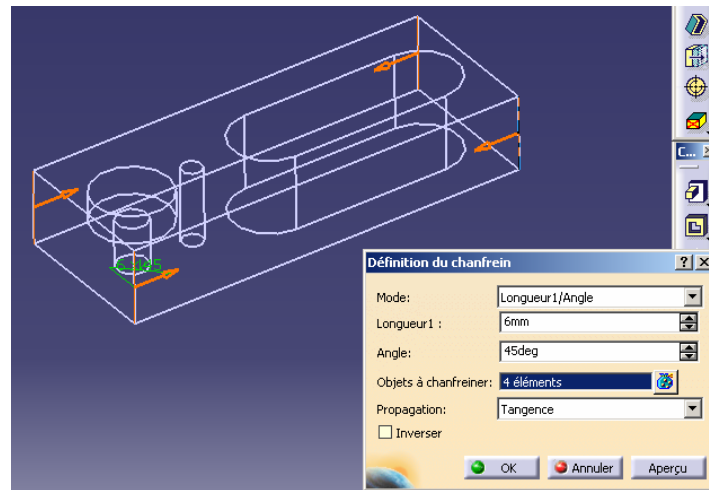 C...
Définition du chanfrein
Mode:
Longueur1/Angle
Longueur1 :
6mm
Angle:
45deg
Objets à chanfreiner:
4 éléments
Propagation:
Tangence
Inverser
OK
Annuler
Aperçu